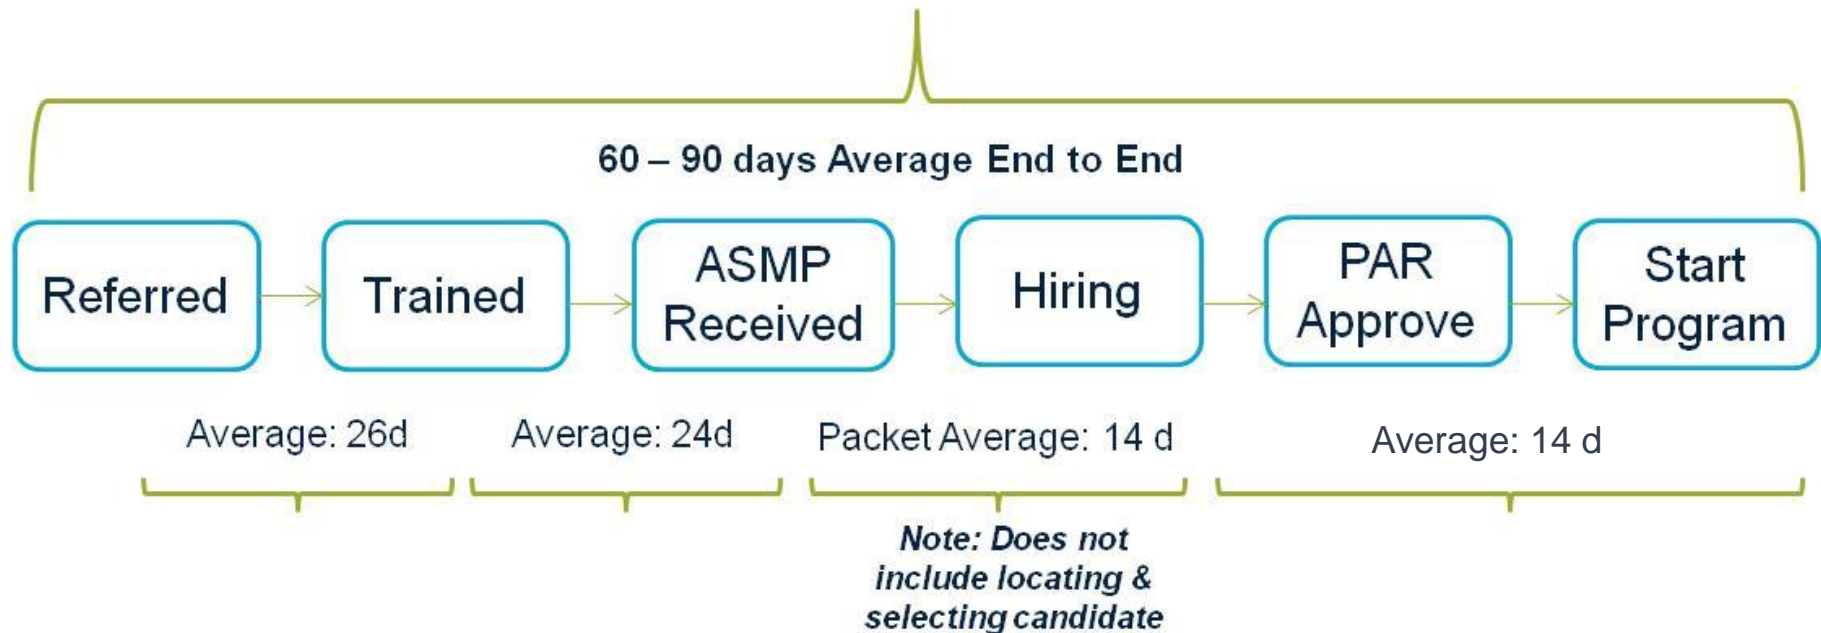 60 – 90 days Average End to End
Referred
Trained
ASMP
Received
Hiring
PAR
Approve
Start
Program
Average: 26d
Average: 24d
Packet Average: 14 d
Average: 14 d
Note: Does not
include locating &
selecting candidate